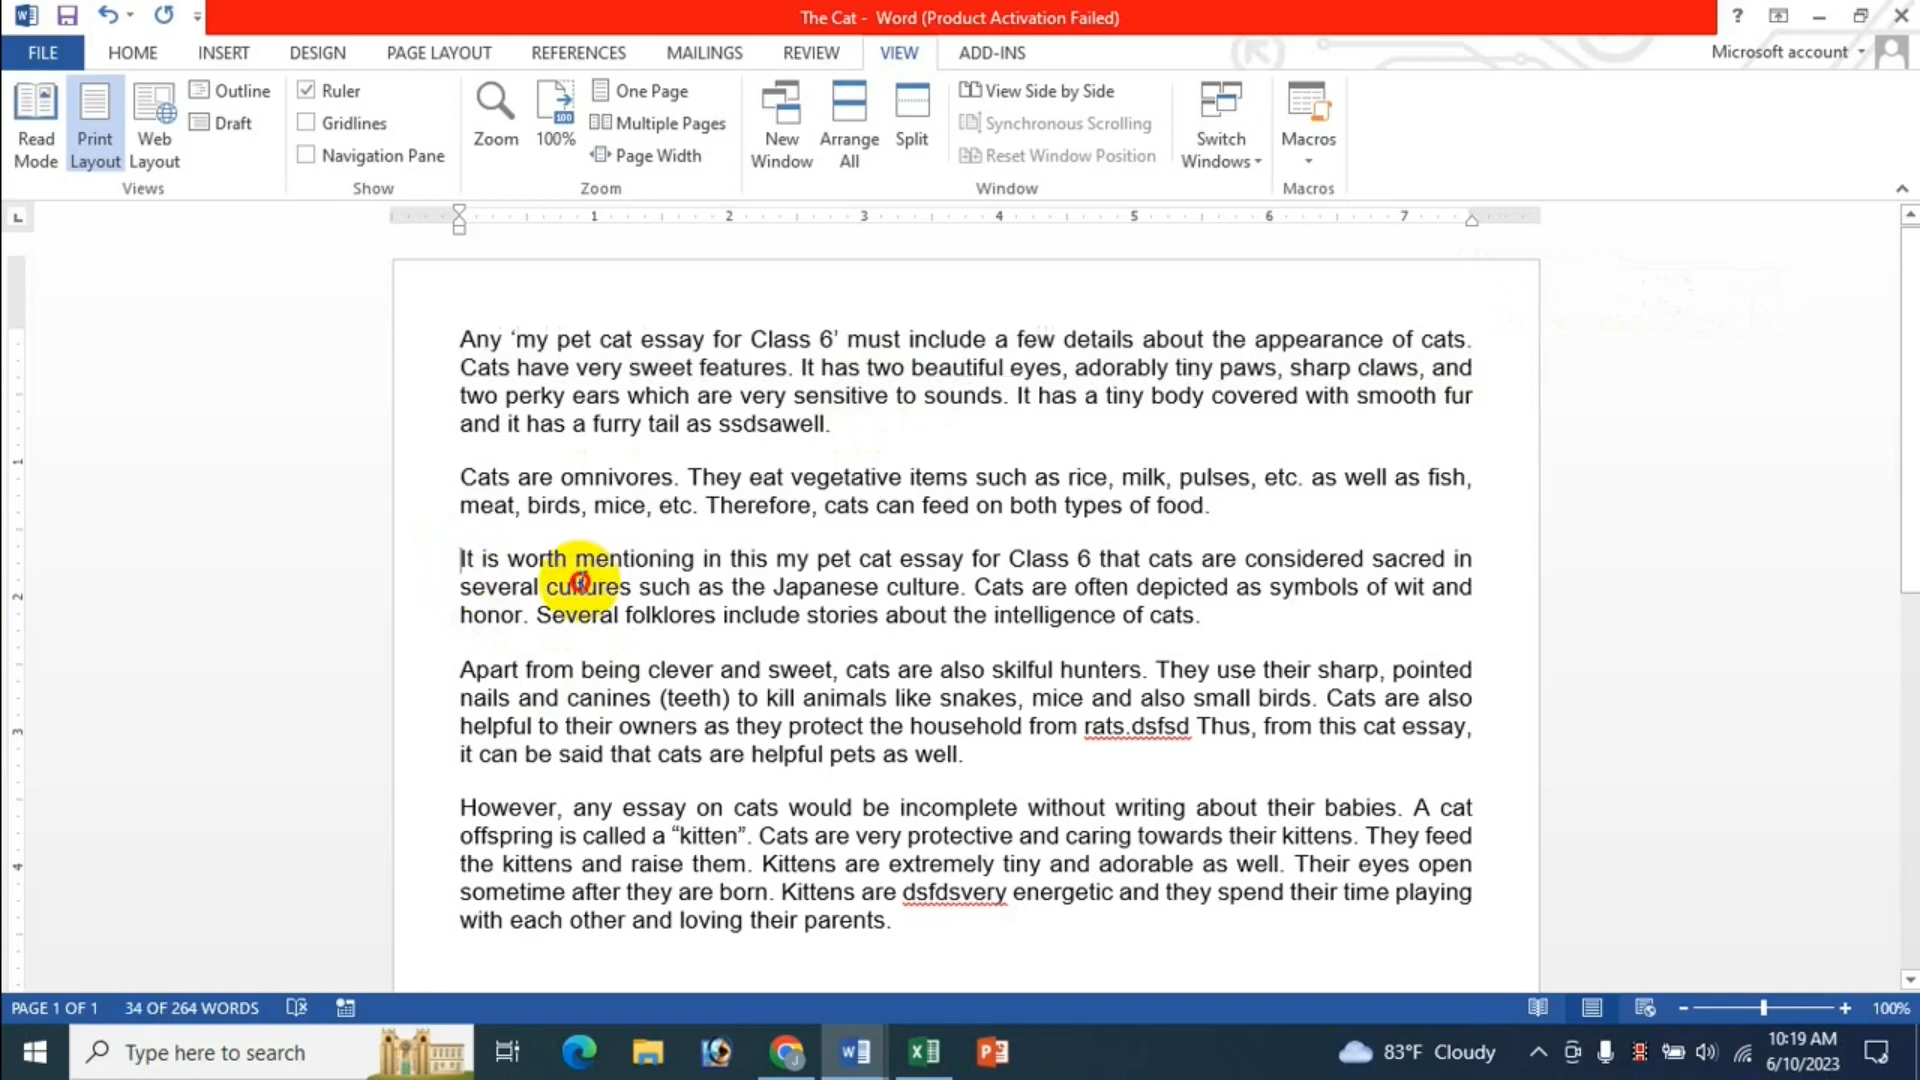 The Cat - Word (Product Activation Failed)
?
FILE HOME INSERT DESIGN PAGE LAYOUT REFERENCES MAILINGS REVIEW VIEW ADD-INS Microsoft account
Read Mode
Print Layout
Web Layout
Outline
Draft
Views
Ruler
Gridlines
Navigation Pane
Show
Zoom
100
100%
One Page
Multiple Pages
Page Width
Zoom
New Window
Arrange All
Split
View Side by Side
Synchronous Scrolling
Reset Window Position
Window
Switch Windows
Macros
Macros
1 2 3 4 5 6 7
Any ‘my pet cat essay for Class 6’ must include a few details about the appearance of cats.
Cats have very sweet features. It has two beautiful eyes, adorably tiny paws, sharp claws, and
two perky ears which are very sensitive to sounds. It has a tiny body covered with smooth fur
and it has a furry tail as ssdsawell.
Cats are omnivores. They eat vegetative items such as rice, milk, pulses, etc. as well as fish,
meat, birds, mice, etc. Therefore, cats can feed on both types of food.
It is worth mentioning in this my pet cat essay for Class 6 that cats are considered sacred in
several cultures such as the Japanese culture. Cats are often depicted as symbols of wit and
honor. Several folklores include stories about the intelligence of cats.
Apart from being clever and sweet, cats are also skilful hunters. They use their sharp, pointed
nails and canines (teeth) to kill animals like snakes, mice and also small birds. Cats are also
helpful to their owners as they protect the household from rats.dsfsd Thus, from this cat essay,
it can be said that cats are helpful pets as well.
However, any essay on cats would be incomplete without writing about their babies. A cat
offspring is called a “kitten”. Cats are very protective and caring towards their kittens. They feed
the kittens and raise them. Kittens are extremely tiny and adorable as well. Their eyes open
sometime after they are born. Kittens are dsfdsvery energetic and they spend their time playing
with each other and loving their parents.
1
2
3
4
PAGE 1 OF 1 34 OF 264 WORDS 100%
Type here to search
83°F Cloudy
10:19 AM
6/10/2023